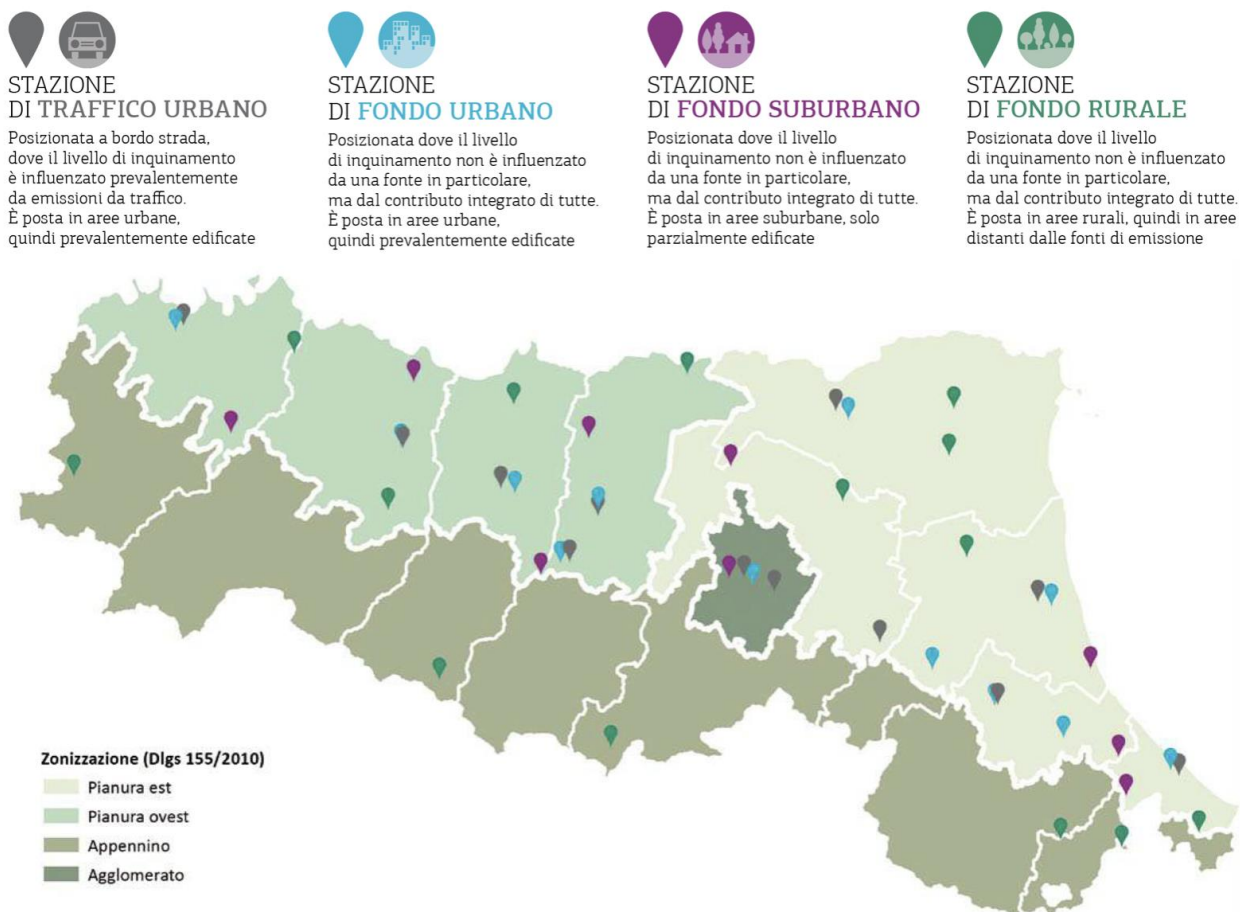 STAZIONE
DI TRAFFICO URBANO
Posizionata a bordo strada,
dove il livello di inquinamento
è influenzato prevalentemente
da emissioni da traffico.
È posta in aree urbane,
quindi prevalentemente edificate
STAZIONE
DI FONDO URBANO
Posizionata dove il livello
di inquinamento non è influenzato
da una fonte in particolare,
ma dal contributo integrato di tutte.
È posta in aree urbane,
quindi prevalentemente edificate
STAZIONE
DI FONDO SUBURBANO
Posizionata dove il livello
di inquinamento non è influenzato
da una fonte in particolare,
ma dal contributo integrato di tutte.
È posta in aree suburbane, solo
parzialmente edificate
STAZIONE
DI FONDO RURALE
Posizionata dove il livello
di inquinamento non è influenzato
da una fonte in particolare,
ma dal contributo integrato di tutte.
È posta in aree rurali, quindi in aree
distanti dalle fonti di emissione
Zonizzazione (Dlgs 155/2010)
Pianura est
Pianura ovest
Appennino
Agglomerato